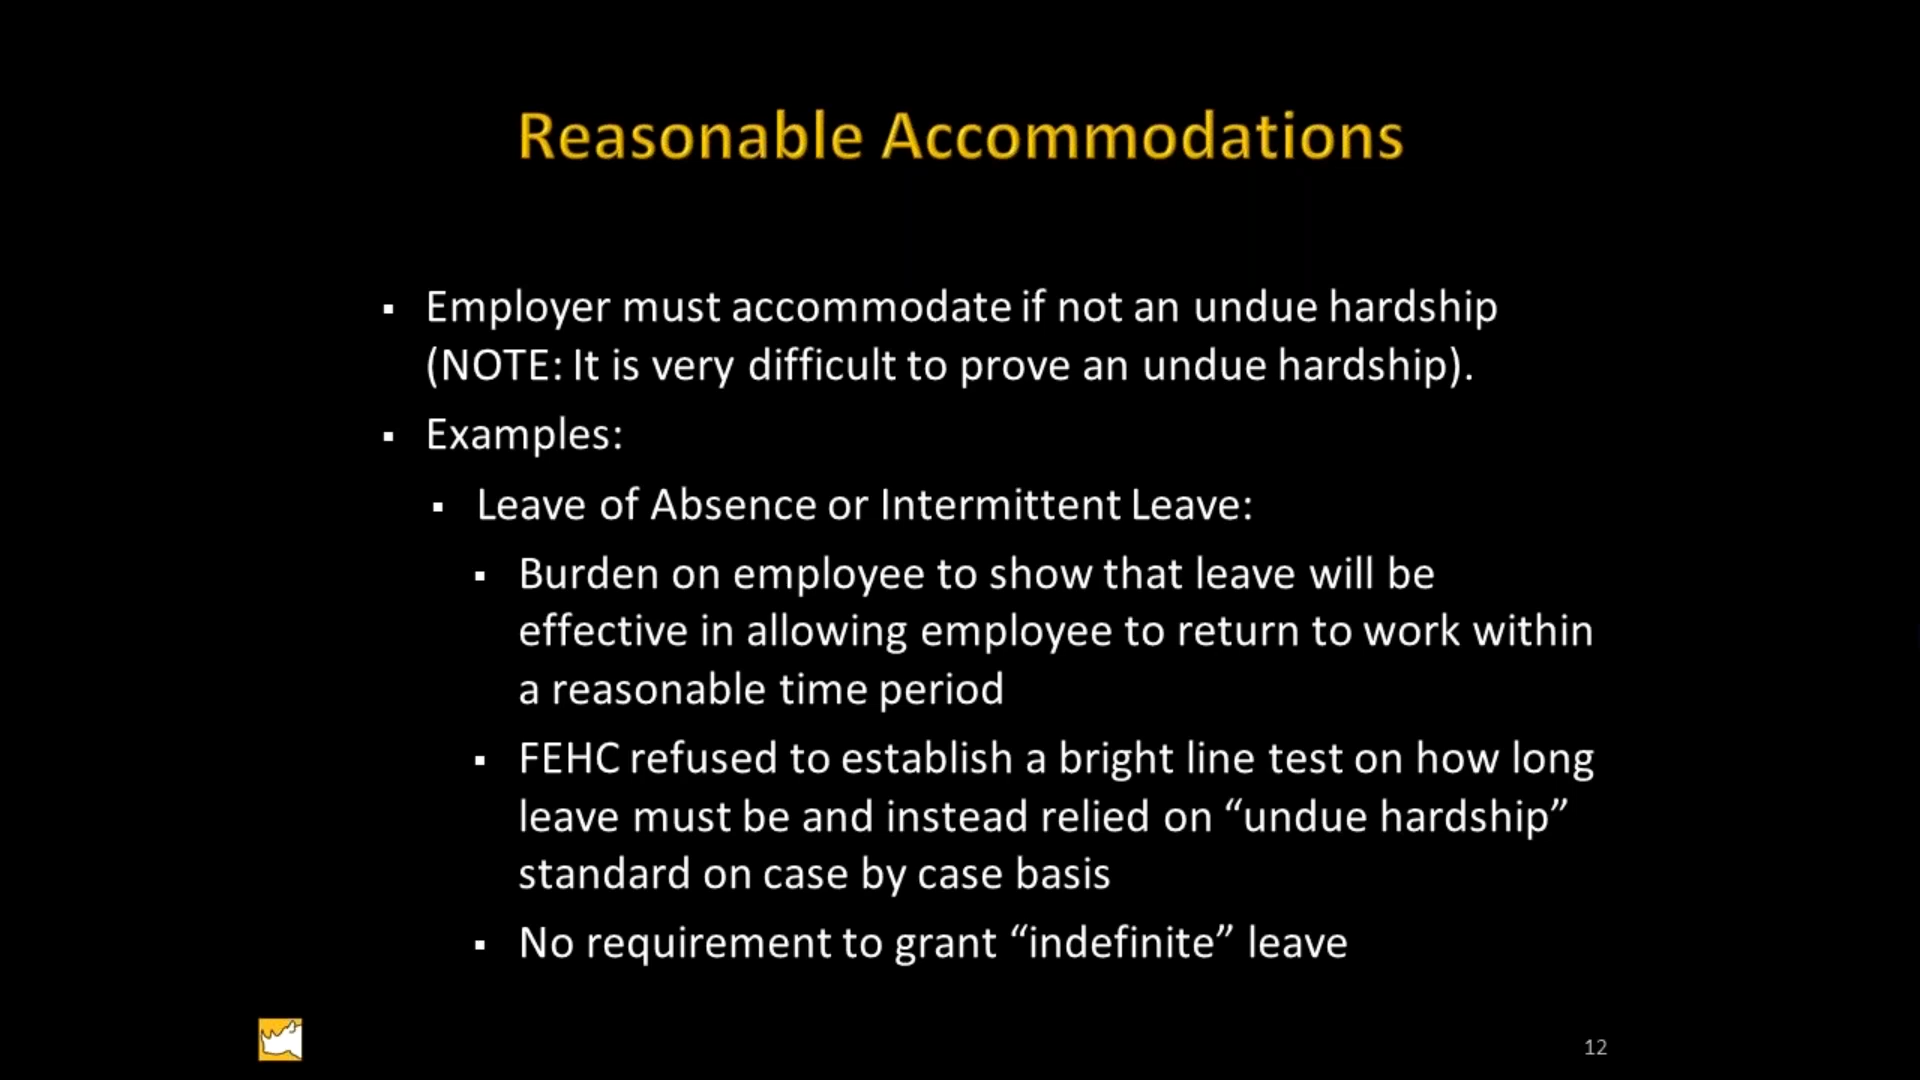 Reasonable Accommodations
▪ Employer must accommodate if not an undue hardship
(NOTE: It is very difficult to prove an undue hardship).
▪ Examples:
▪ Leave of Absence or Intermittent Leave:
▪ Burden on employee to show that leave will be
effective in allowing employee to return to work within
a reasonable time period
▪ FEHC refused to establish a bright line test on how long
leave must be and instead relied on “undue hardship”
standard on case by case basis
▪ No requirement to grant “indefinite” leave
12